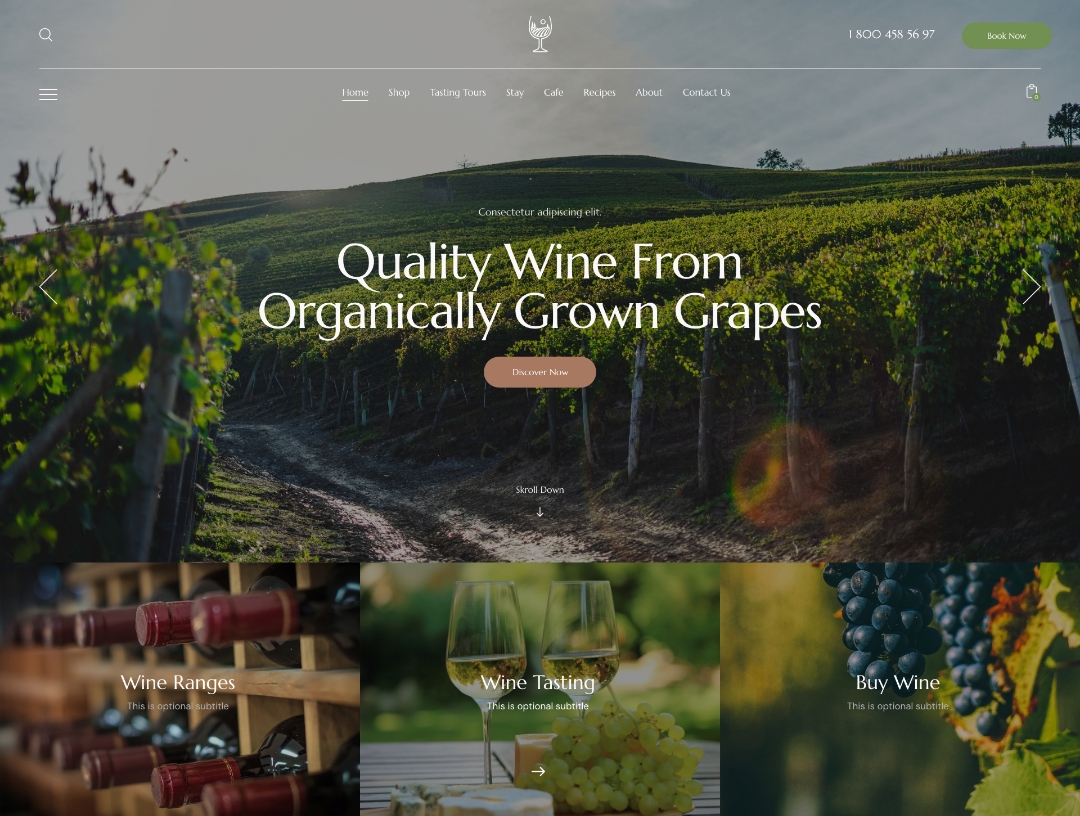 1 800 458 56 97
Book Now
Home Shop Tasting Tours Stay Cafe Recipes About Contact Us
0
Consectetur adipiscing elit.
Quality Wine From
Organically Grown Grapes
Discover Now
Skroll Down
Wine Ranges
This is optional subtitle
Wine Tasting
This is optional subtitle
Buy Wine
This is optional subtitle